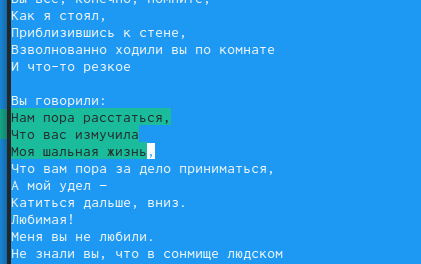 Вы все, конечно, помните,
Как я стоял,
Приблизившись к стене,
Взволнованно ходили вы по комнате
И что-то резкое

Вы говорили:
Нам пора расстаться,
Что вас измучила
Моя шальная жизнь,
Что вам пора за дело приниматься,
А мой удел –
Катиться дальше, вниз.
Любимая!
Меня вы не любили.
Не знали вы, что в сонмище людском